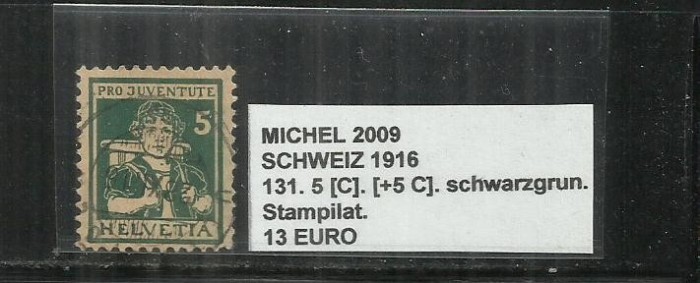 PRO JUVENTUTE
5
HELVETIA
MICHEL 2009
SCHWEIZ 1916
131. 5 [C]. [+5 C]. schwarzgrun.
Stampilat.
13 EURO